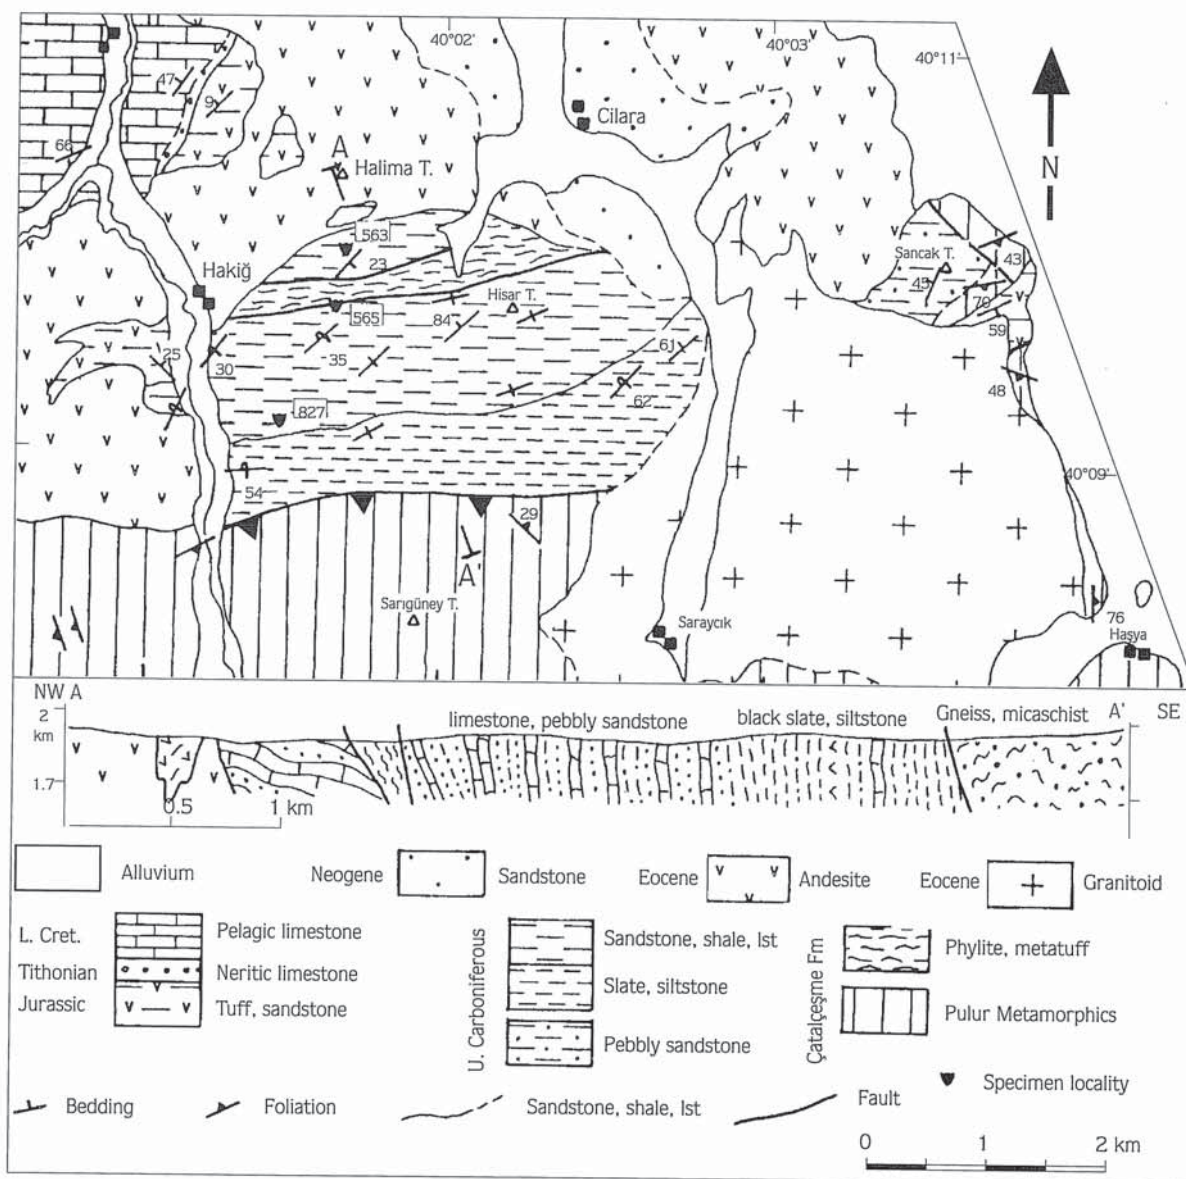 40°02'
40°03'
40°11'
47
9
Cilara
66
A
Halima T.
N
563
23
Hakiğ
Sancak T.
43
45
Hisar T.
70
565
84
59
25
30
35
61
48
62
827
40°09'
54
29
A'
Sarıgüney T.
Saraycık
76
Haşya
NW A
limestone, pebbly sandstone
black slate, siltstone
Gneiss, micaschist
A'
SE
2
km
1.7
0.5
1 km
Alluvium
Neogene
Sandstone
Eocene
Andesite
Eocene
Granitoid
L. Cret.
Pelagic limestone
Tithonian
Neritic limestone
Jurassic
Tuff, sandstone
U. Carboniferous
Sandstone, shale, lst
Slate, siltstone
Pebbly sandstone
Çatalçeşme Fm
Phylite, metatuff
Pulur Metamorphics
Specimen locality
Bedding
Foliation
Sandstone, shale, lst
Fault
0
1
2 km